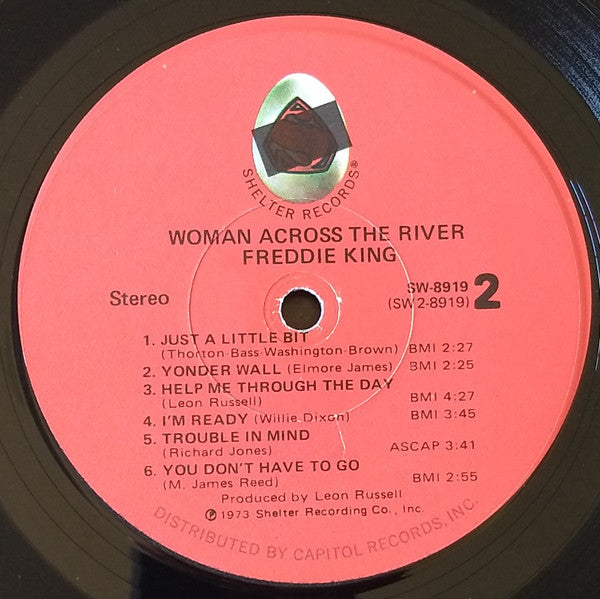 SHELTER RECORDS®
WOMAN ACROSS THE RIVER
FREDDIE KING
Stereo
SW-8919
(SW2-8919)
2
1. JUST A LITTLE BIT
(Thorton-Bass-Washington-Brown) BMI 2:27
2. YONDER WALL (Elmore James) BMI 2:25
3. HELP ME THROUGH THE DAY
(Leon Russell) BMI 4:27
4. I'M READY (Willie Dixon) BMI 3:45
5. TROUBLE IN MIND
(Richard Jones) ASCAP 3:41
6. YOU DON'T HAVE TO GO
(M. James Reed) BMI 2:55
Produced by Leon Russell
℗ 1973 Shelter Recording Co., Inc.
DISTRIBUTED BY CAPITOL RECORDS, INC.